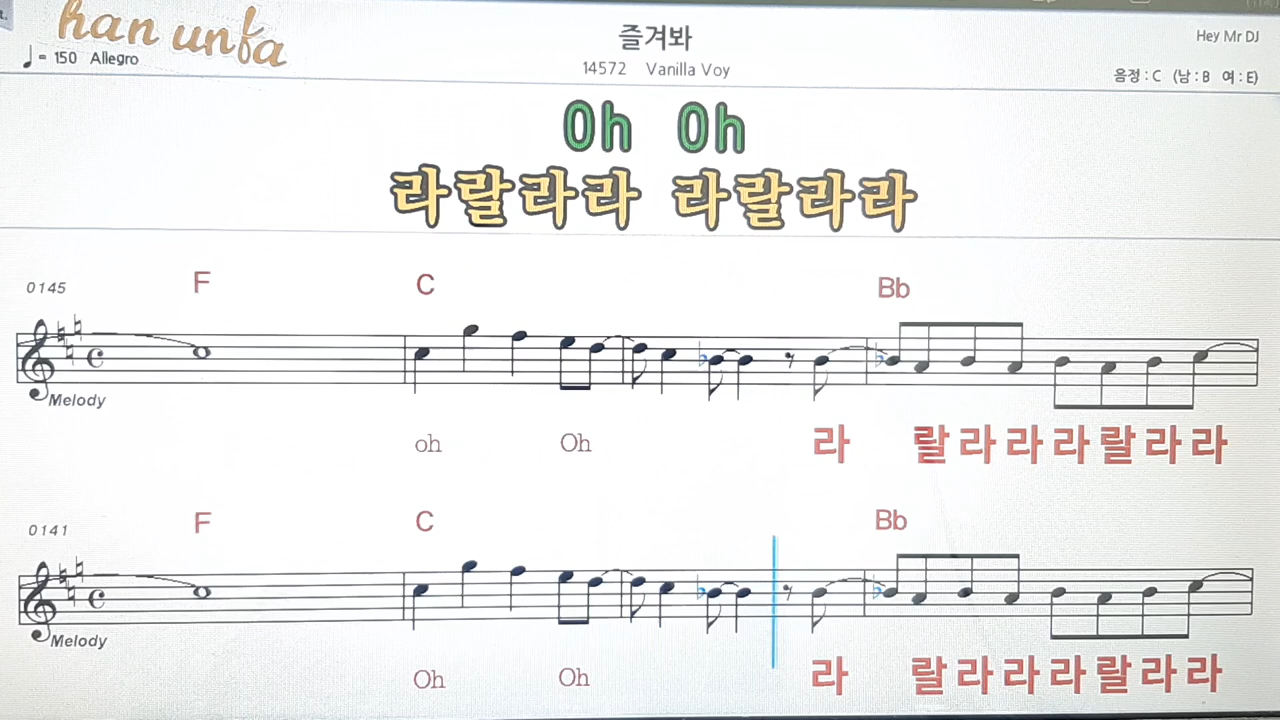 han unfa
♩ = 150 Allegro
즐겨봐
14572 Vanilla Voy
Hey Mr DJ
음정 : C (남 : B 여 : E)
Oh Oh
라랄라라 라랄라라
0145 F C Bb
Melody
oh Oh 라 랄 라 라 라 랄 라 라
0141 F C Bb
Melody
Oh Oh 라 랄 라 라 라 랄 라 라